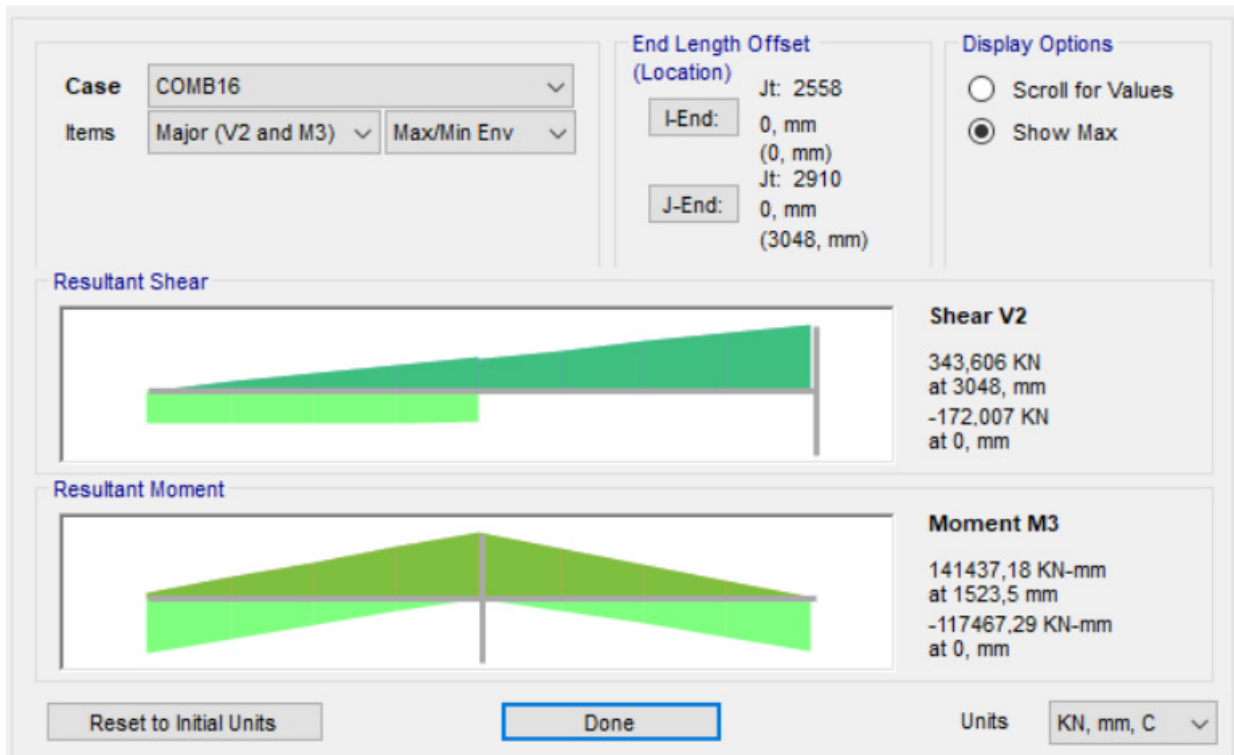 Case
COMB16
Items
Major (V2 and M3)
Max/Min Env
End Length Offset
(Location)
I-End:
Jt: 2558
0, mm
(0, mm)
J-End:
Jt: 2910
0, mm
(3048, mm)
Display Options
Scroll for Values
Show Max
Resultant Shear
Shear V2
343,606 KN
at 3048, mm
-172,007 KN
at 0, mm
Resultant Moment
Moment M3
141437,18 KN-mm
at 1523,5 mm
-117467,29 KN-mm
at 0, mm
Reset to Initial Units
Done
Units
KN, mm, C